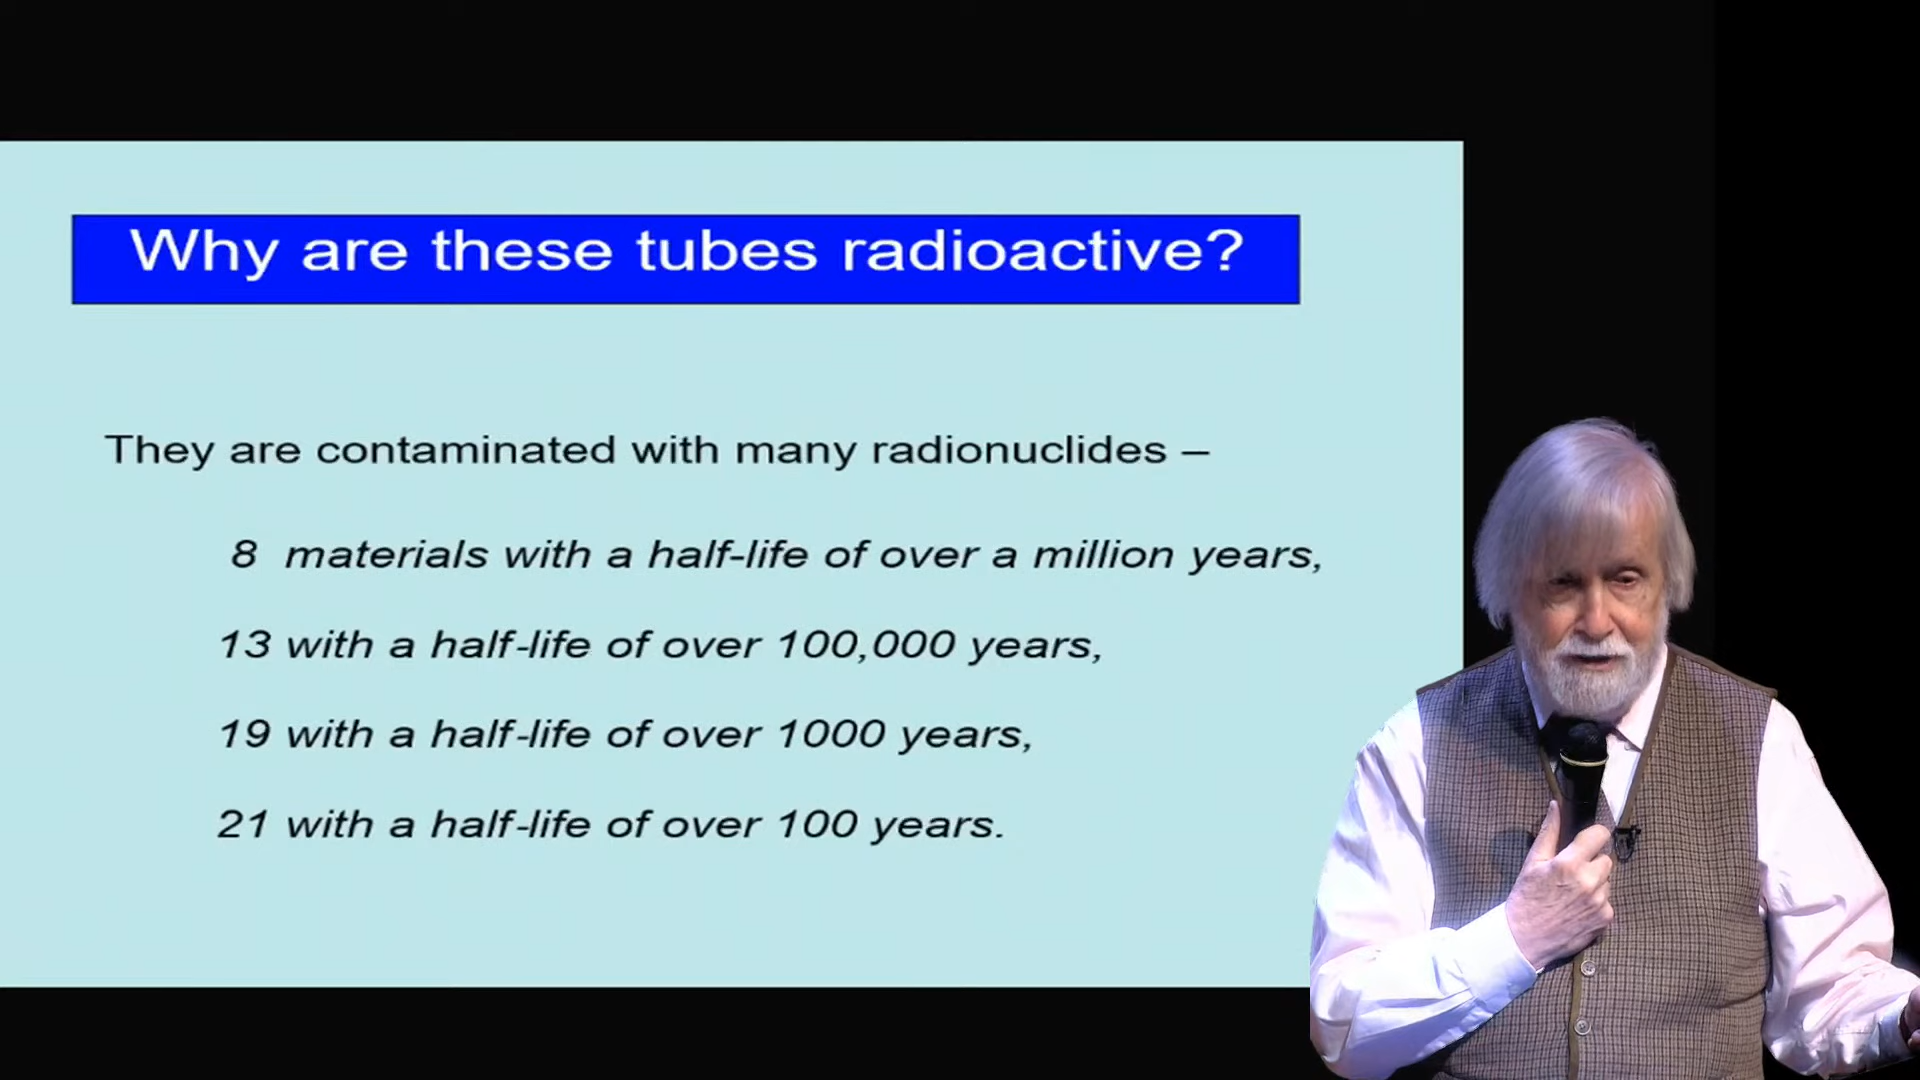 Why are these tubes radioactive?
They are contaminated with many radionuclides –
8 materials with a half-life of over a million years,
13 with a half-life of over 100,000 years,
19 with a half-life of over 1000 years,
21 with a half-life of over 100 years.